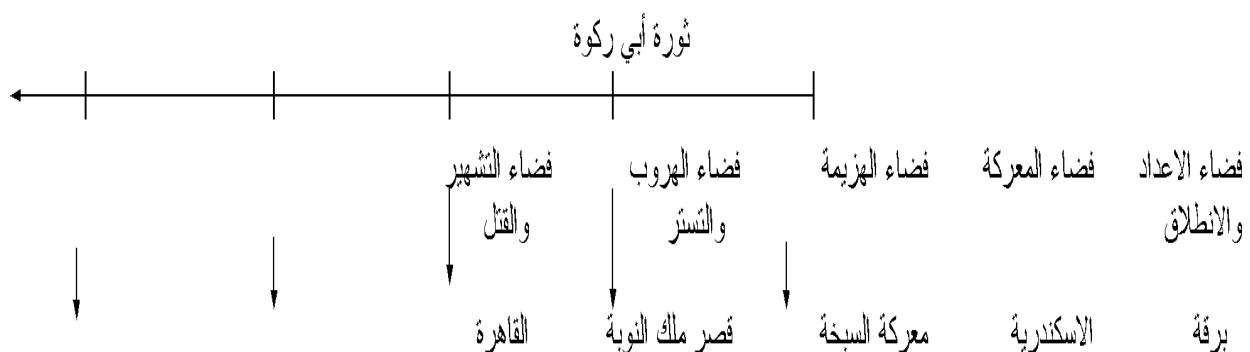 ثورة أبي ركوة
فضاء الاعداد فضاء المعركة فضاء الهزيمة فضاء الهروب فضاء التشهير
والانطلاق والتستر والقتل
برقة الاسكندرية معركة السبخة قصر ملك النوبة القاهرة